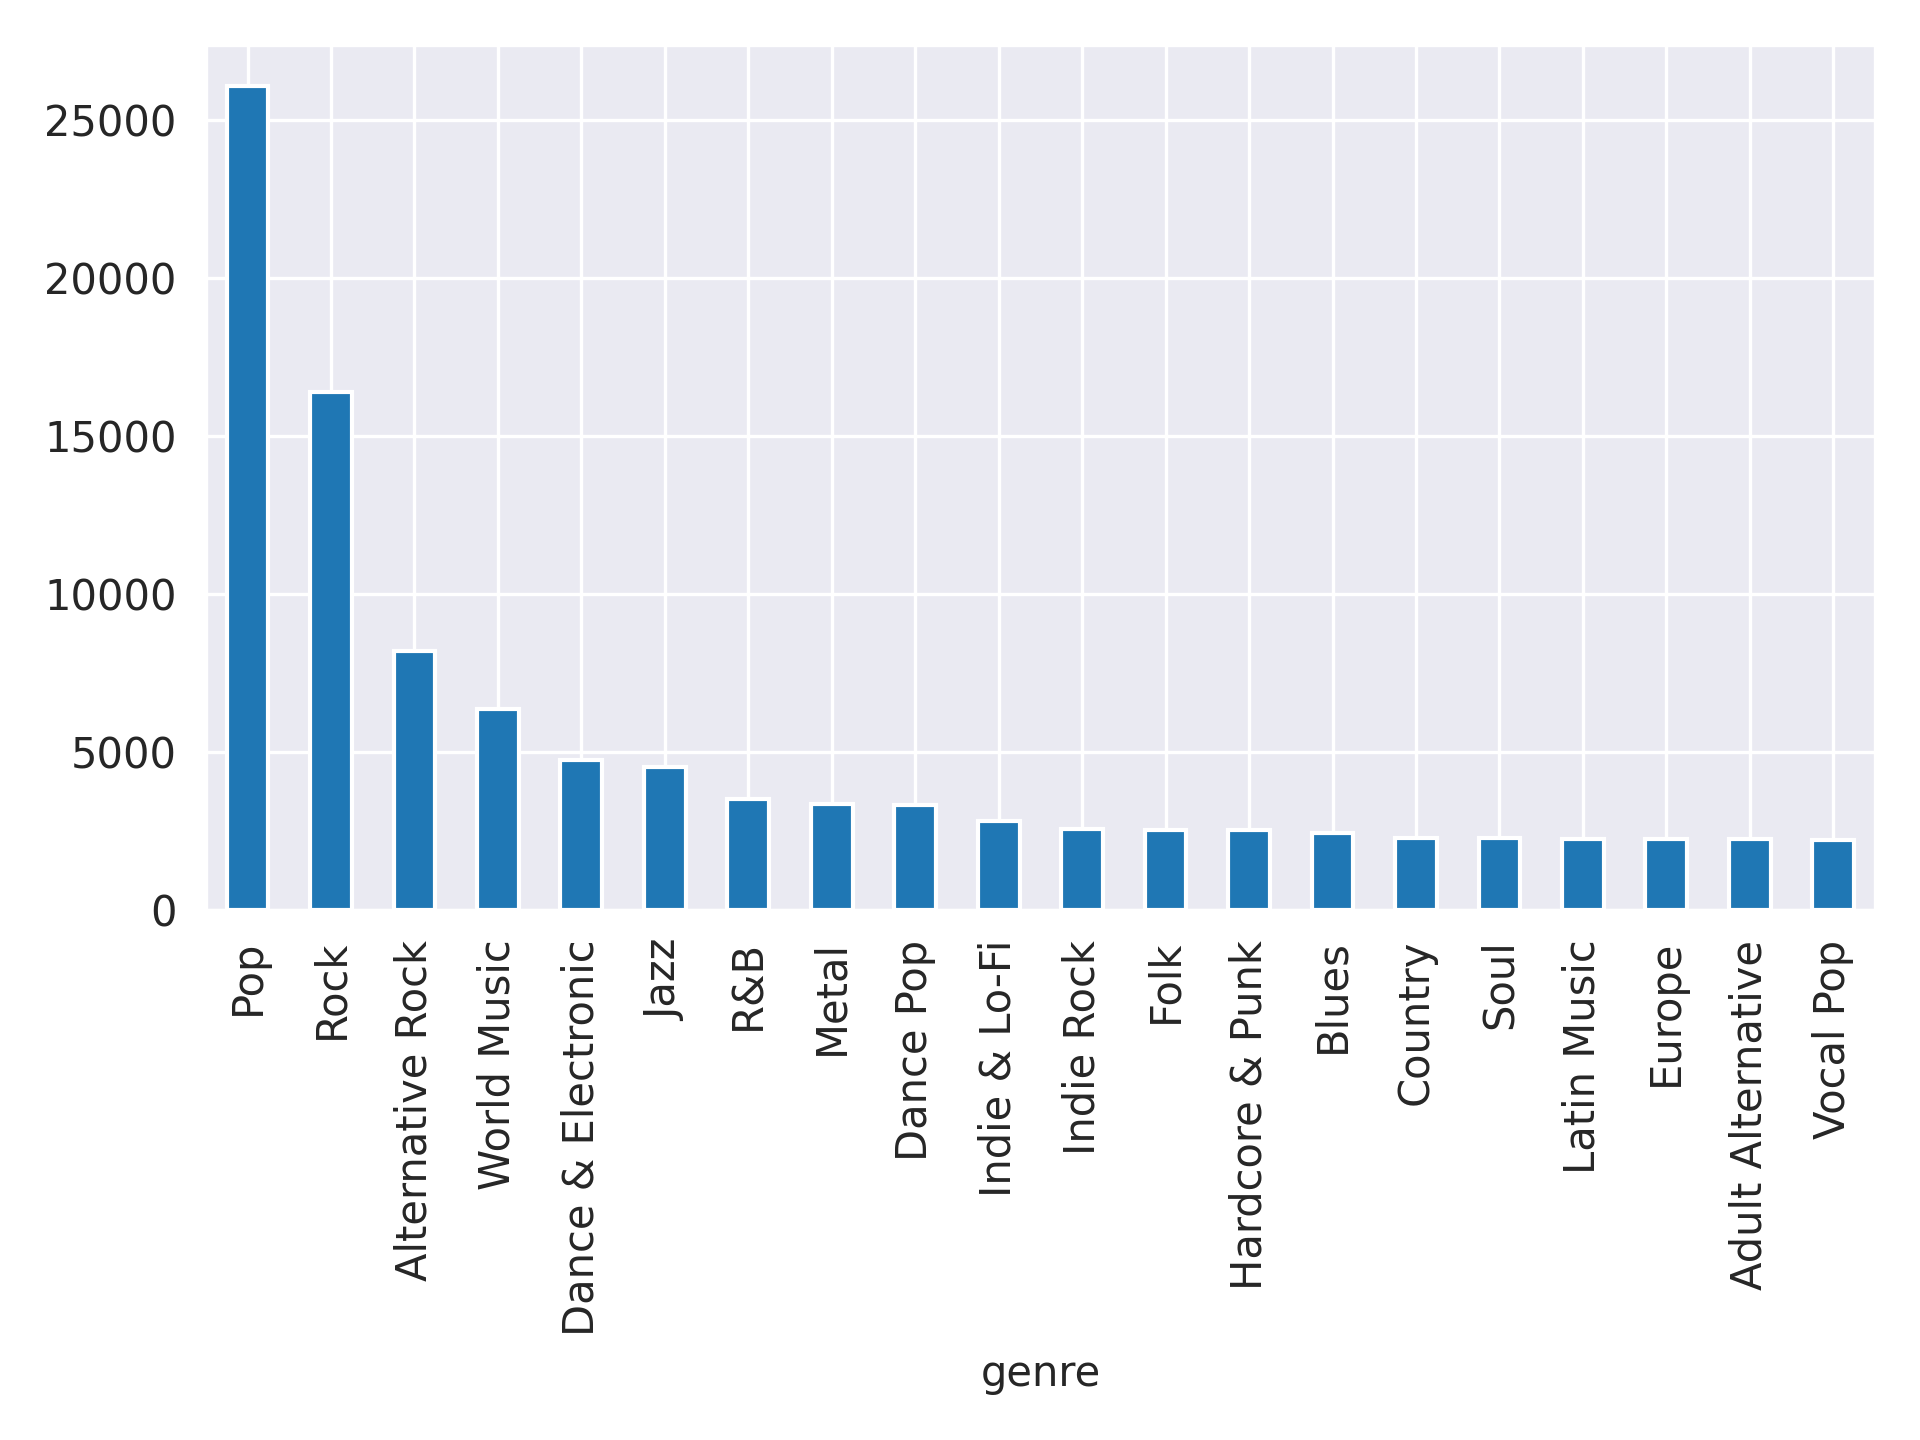 25000
20000
15000
10000
5000
0
Pop
Rock
Alternative Rock
World Music
Dance & Electronic
Jazz
R&B
Metal
Dance Pop
Indie & Lo-Fi
Indie Rock
Folk
Hardcore & Punk
Blues
Country
Soul
Latin Music
Europe
Adult Alternative
Vocal Pop
genre